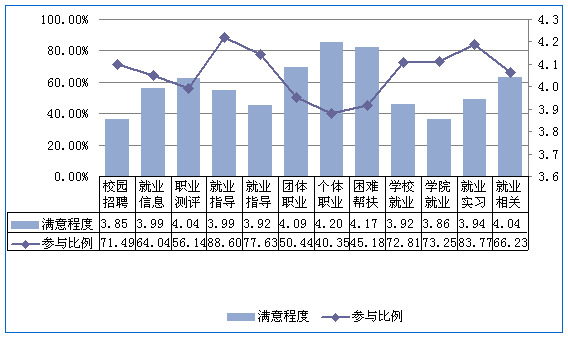 100.00%
80.00%
60.00%
40.00%
20.00%
0.00%
4.3
4.2
4.1
4
3.9
3.8
3.7
3.6
校园 就业 职业 就业 就业 团体 个体 困难 学校 学院 就业 就业
招聘 信息 测评 指导 指导 职业 职业 帮扶 就业 就业 实习 相关
满意程度 3.85 3.99 4.04 3.99 3.92 4.09 4.20 4.17 3.92 3.86 3.94 4.04
参与比例 71.49 64.04 56.14 88.60 77.63 50.44 40.35 45.18 72.81 73.25 83.77 66.23
满意程度 参与比例